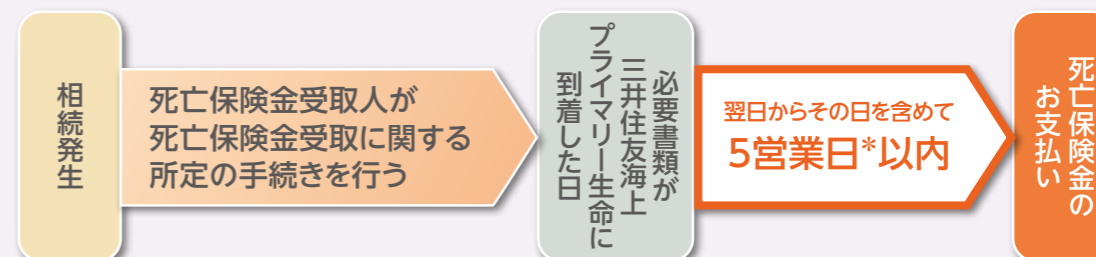 相続発生
死亡保険金受取人が
死亡保険金受取に関する
所定の手続きを行う
必要書類が
三井住友海上
プライマリー生命に
到着した日
翌日からその日を含めて
5営業日*以内
死亡保険金の
お支払い